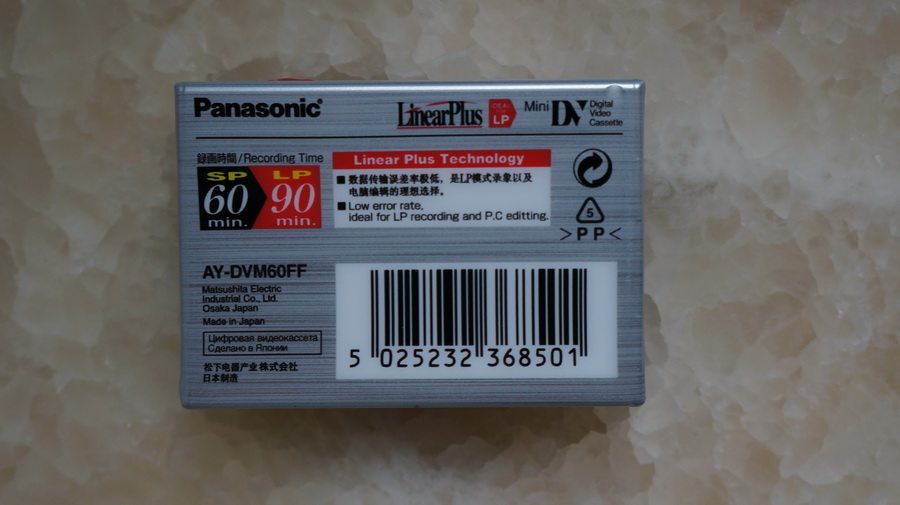 Panasonic
LinearPlus
IDEAL for LP
Mini DV Digital Video Cassette
録画時間/Recording Time
SP 60 min.
LP 90 min.
Linear Plus Technology
■ 数据传输误差率极低，是LP模式录象以及
电脑编辑的理想选择。
■ Low error rate,
ideal for LP recording and P.C editting.
5
>PP<
AY-DVM60FF
Matsushita Electric
Industrial Co., Ltd.
Osaka Japan
Made in Japan
Цифровая видеокассета
Сделано в Японии
松下电器产业株式会社
日本制造
5 025232 368501